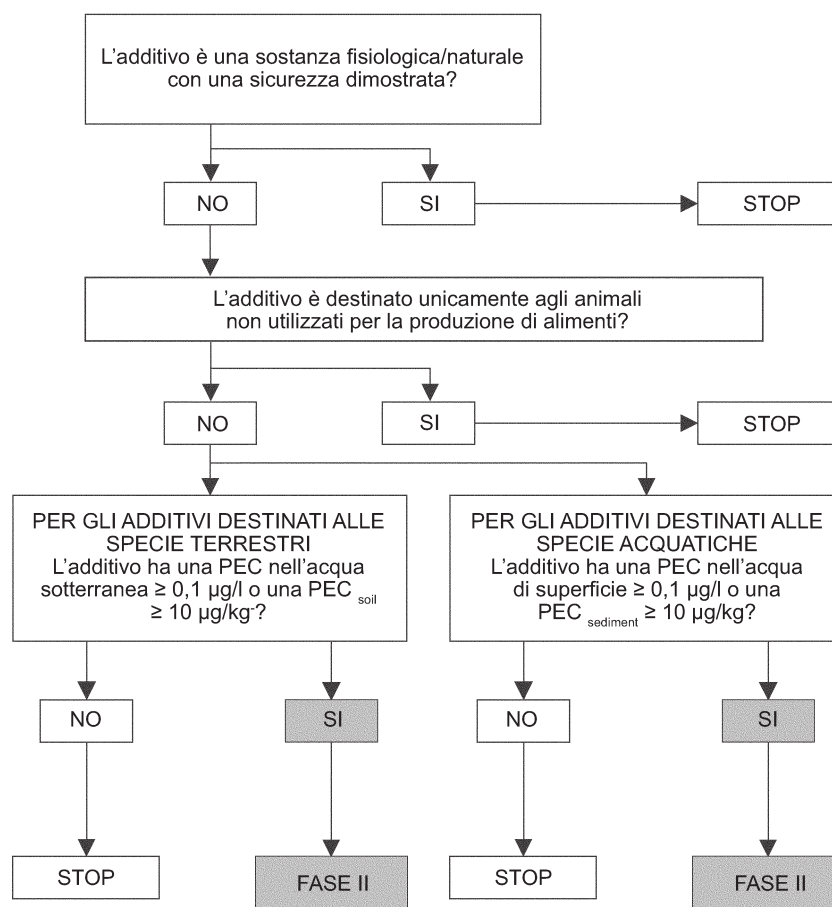 L'additivo è una sostanza fisiologica/naturale
con una sicurezza dimostrata?
NO
SI
STOP
L'additivo è destinato unicamente agli animali
non utilizzati per la produzione di alimenti?
NO
SI
STOP
PER GLI ADDITIVI DESTINATI ALLE
SPECIE TERRESTRI
L'additivo ha una PEC nell'acqua
sotterranea ≥ 0,1 µg/l o una PEC soil
≥ 10 µg/kg-?
PER GLI ADDITIVI DESTINATI ALLE
SPECIE ACQUATICHE
L'additivo ha una PEC nell'acqua
di superficie ≥ 0,1 µg/l o una
PEC sediment ≥ 10 µg/kg?
NO
SI
NO
SI
STOP
FASE II
STOP
FASE II